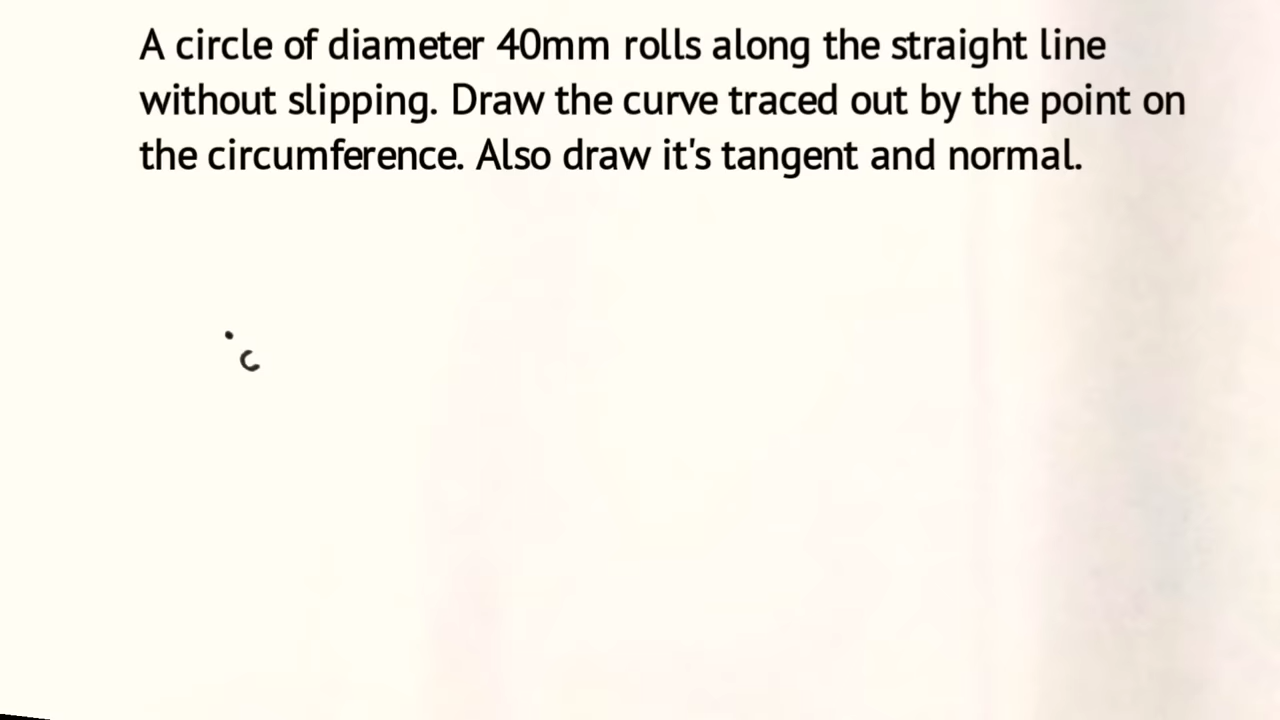 A circle of diameter 40mm rolls along the straight line
without slipping. Draw the curve traced out by the point on
the circumference. Also draw it's tangent and normal.
c